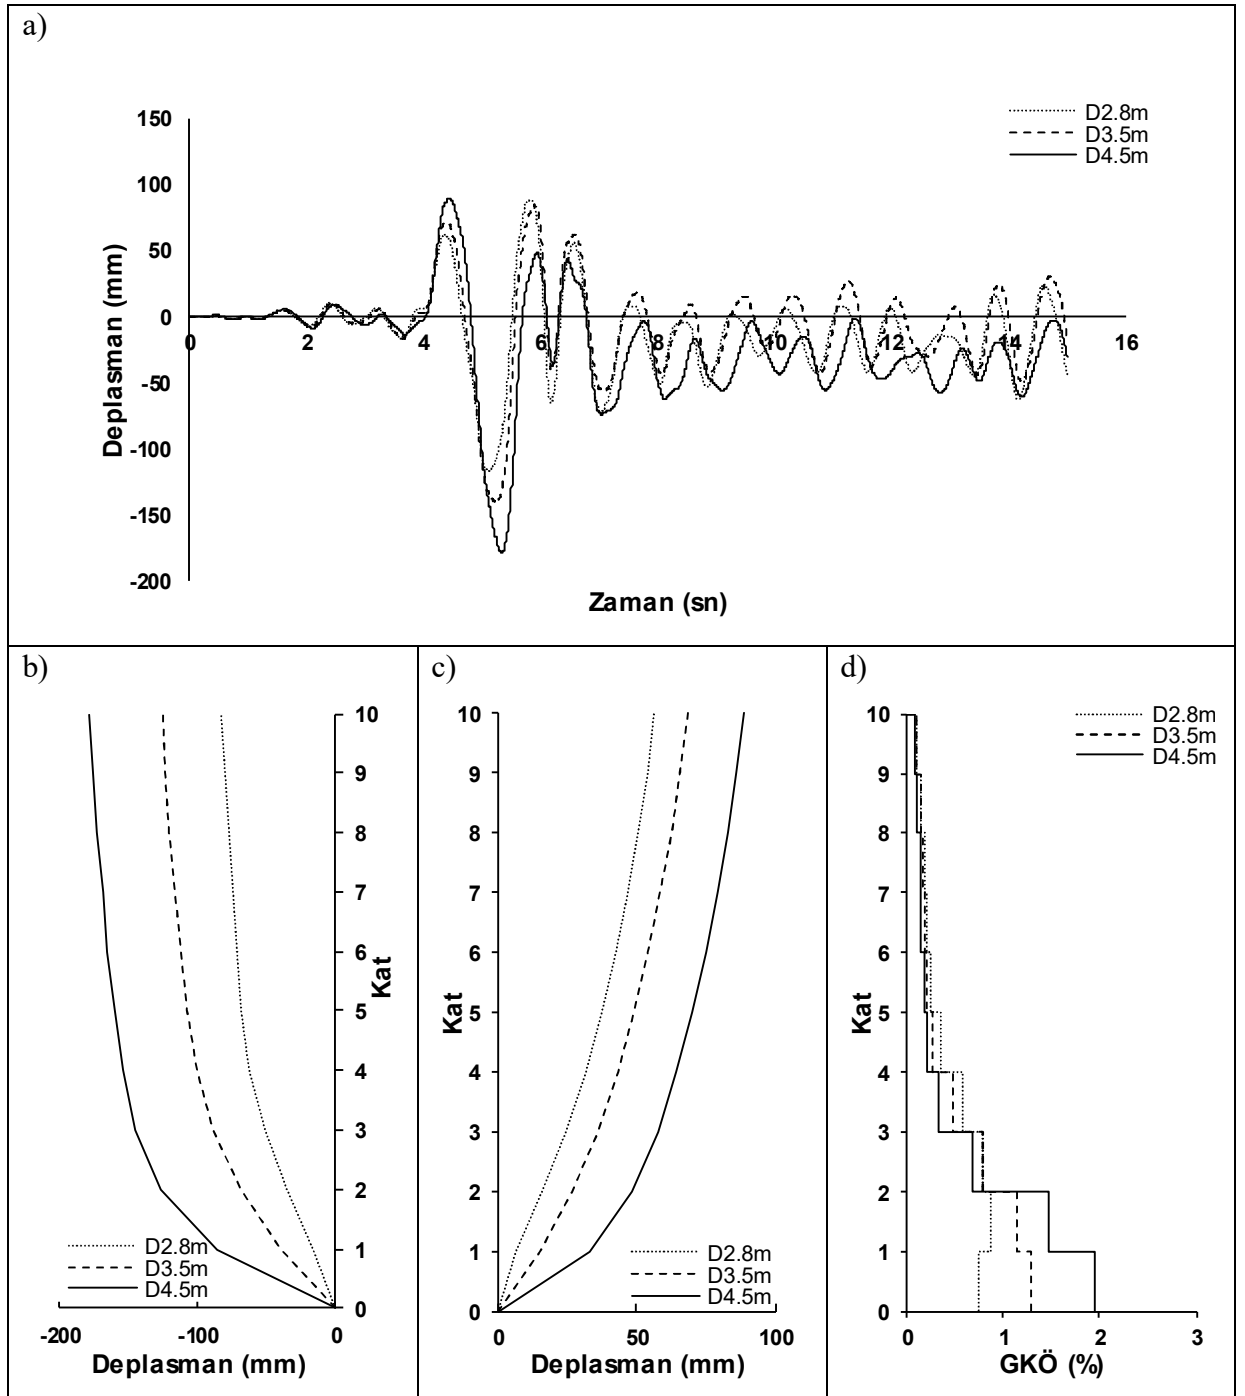 a)
D2.8m
D3.5m
D4.5m
150
100
50
0
-50
-100
-150
-200
Deplasman (mm)
0 2 4 6 8 10 12 14 16
Zaman (sn)
b)
10
9
8
7
6
5
4
3
2
1
0
Kat
D2.8m
D3.5m
D4.5m
-200 -100 0
Deplasman (mm)
c)
10
9
8
7
6
5
4
3
2
1
0
Kat
D2.8m
D3.5m
D4.5m
0 50 100
Deplasman (mm)
d)
D2.8m
D3.5m
D4.5m
10
9
8
7
6
5
4
3
2
1
0
Kat
0 1 2 3
GKÖ (%)